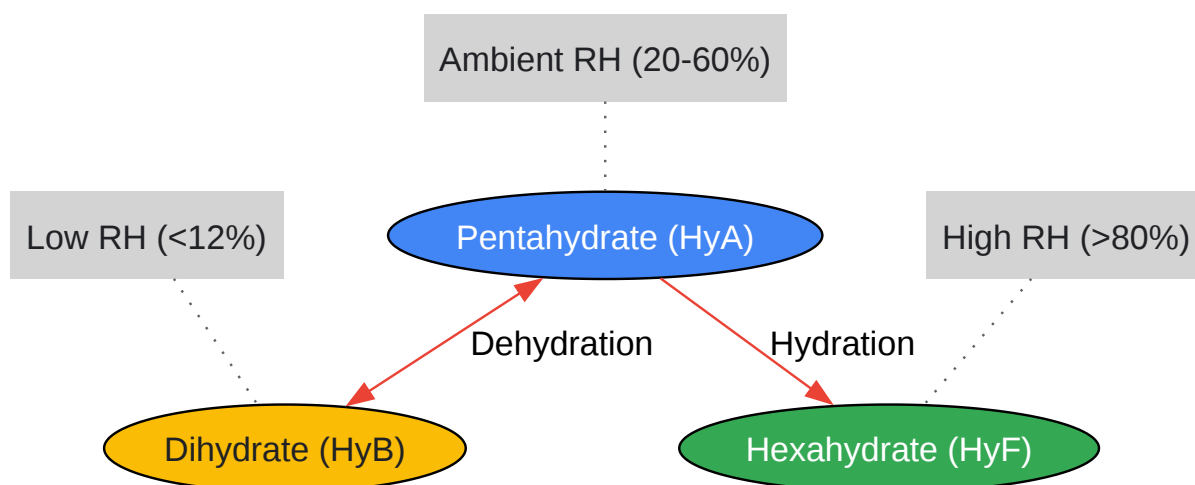 Ambient RH (20-60%)
Low RH (<12%)
Pentahydrate (HyA)
High RH (>80%)
Dehydration
Hydration
Dihydrate (HyB)
Hexahydrate (HyF)